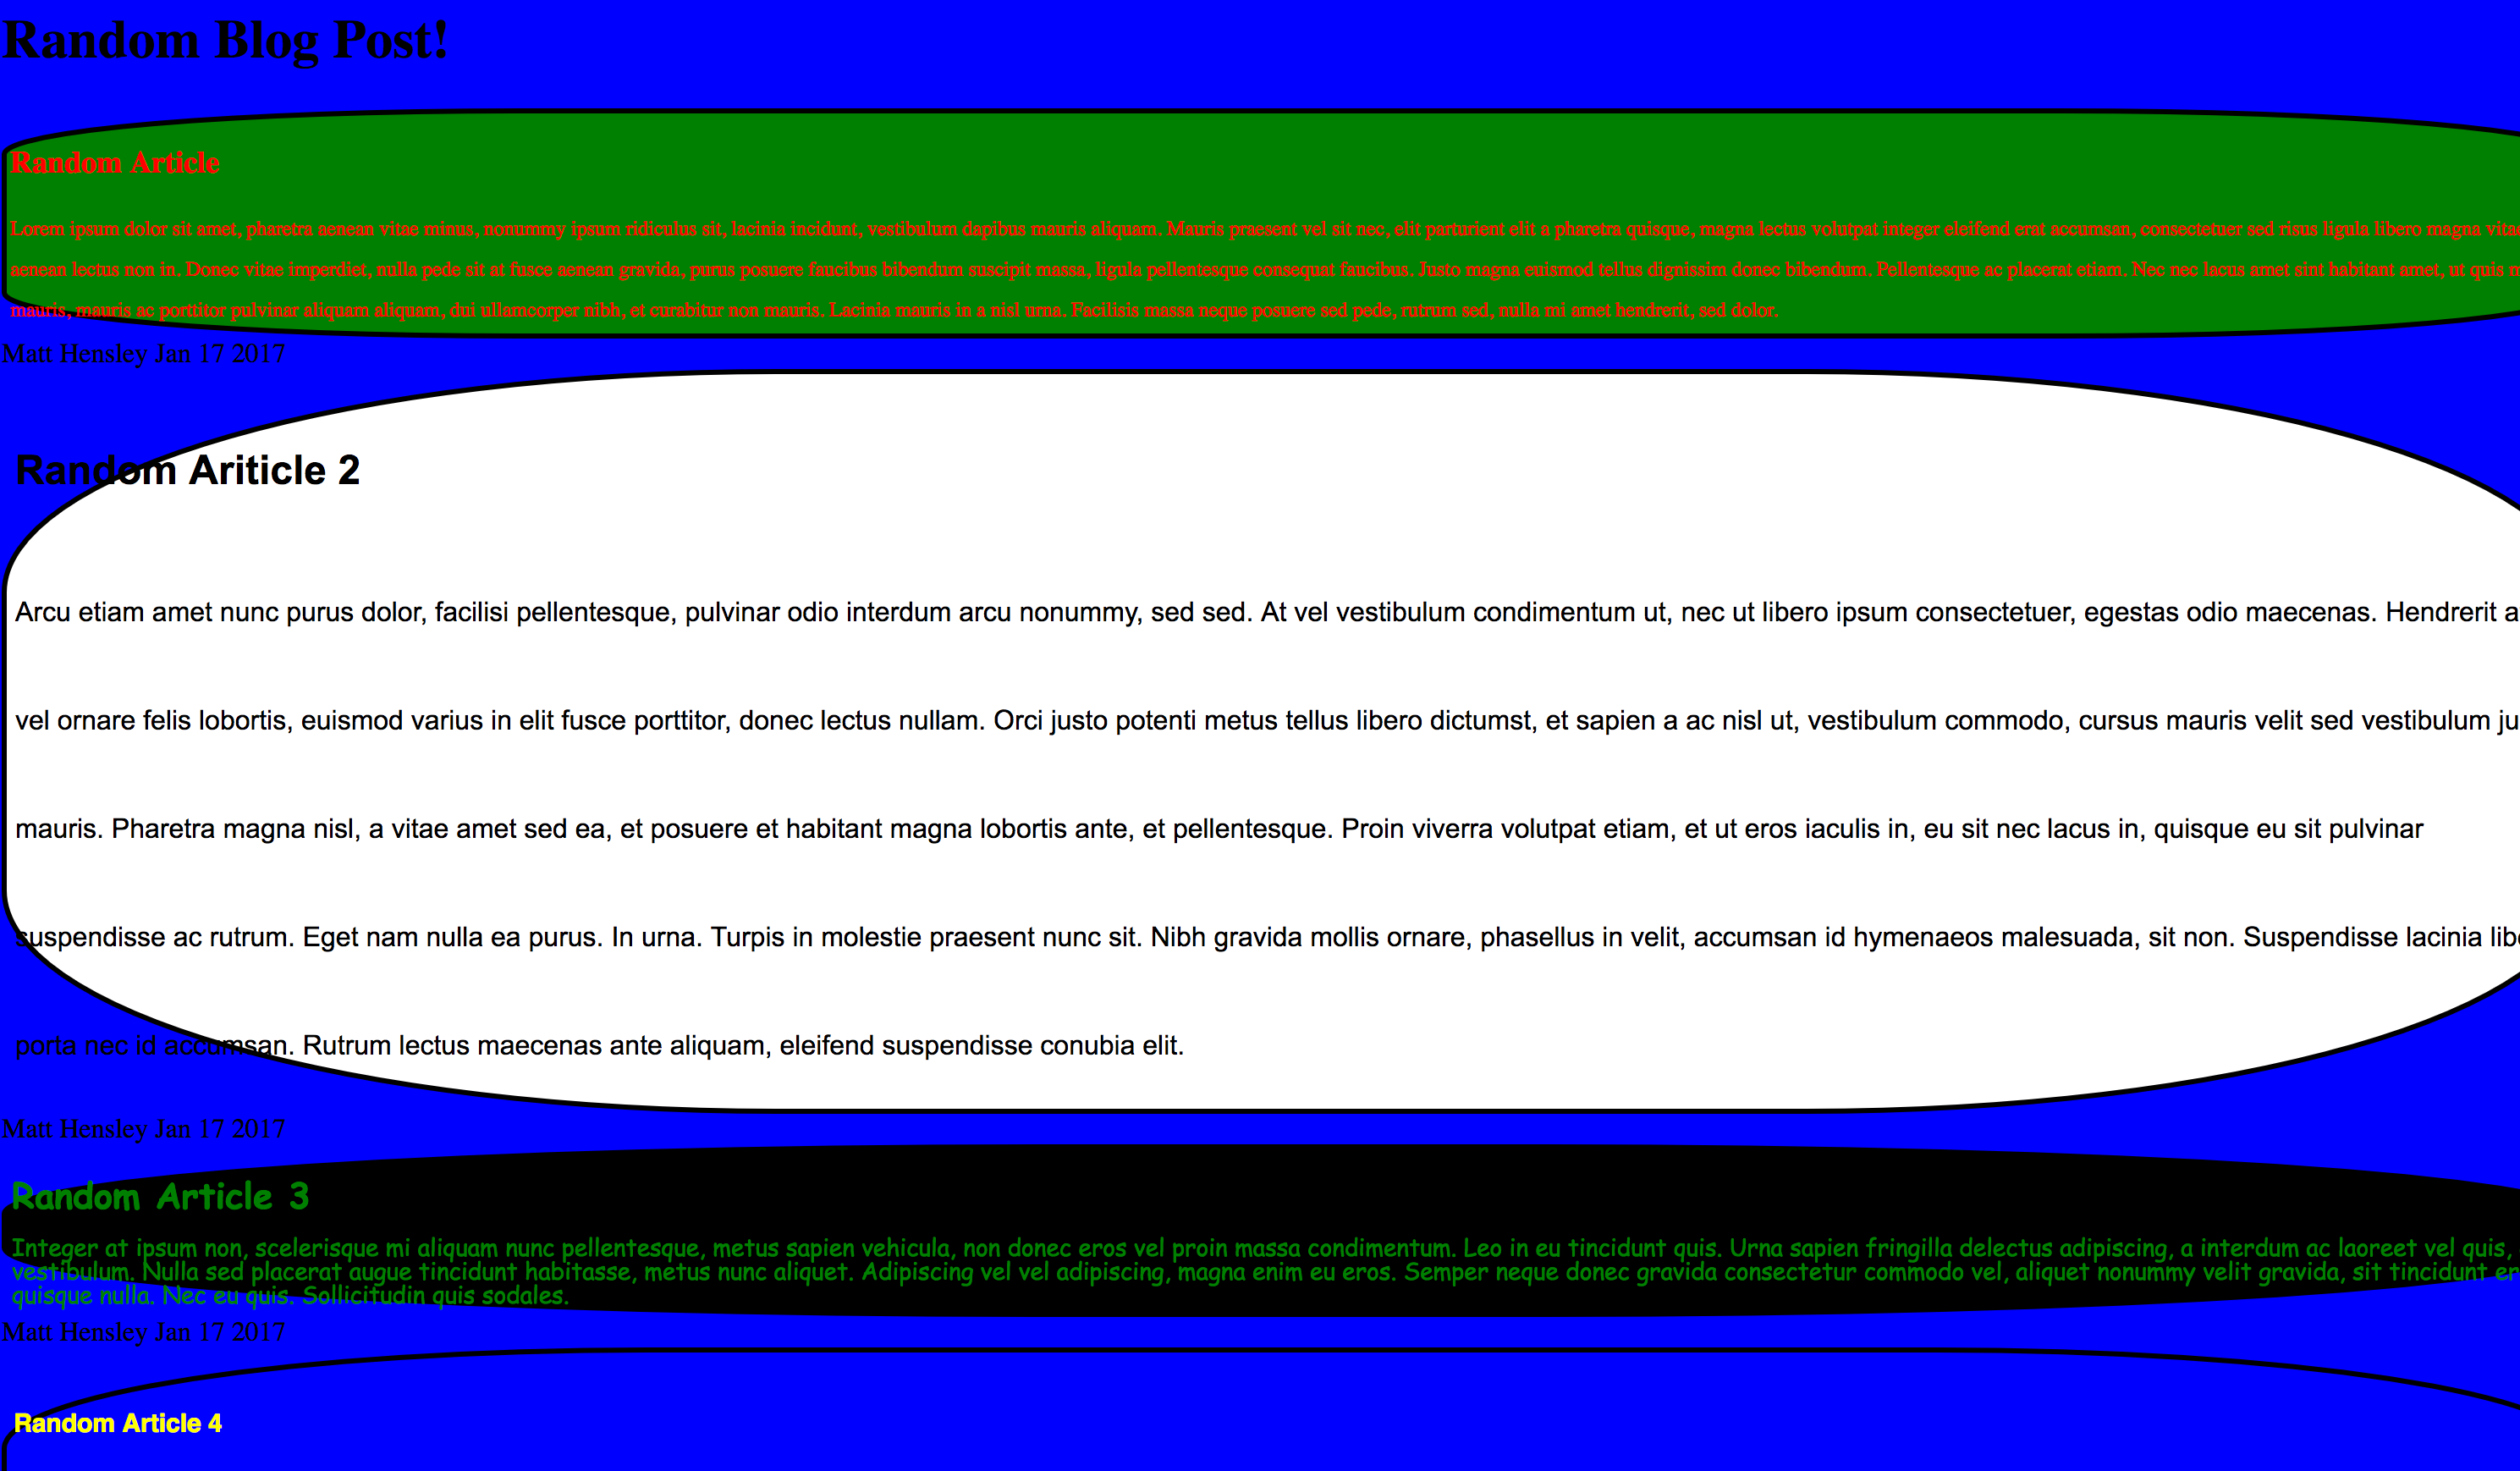 Random Blog Post!
Random Article
Lorem ipsum dolor sit amet, pharetra aenean vitae minus, nonummy ipsum ridiculus sit, lacinia incidunt, vestibulum dapibus mauris aliquam. Mauris praesent vel sit nec, elit parturient elit a pharetra quisque, magna lectus volutpat integer eleifend erat accumsan, consectetuer sed risus ligula libero magna
aenean lectus non in. Donec vitae imperdiet, nulla pede sit at fusce aenean gravida, purus posuere faucibus bibendum suscipit massa, ligula pellentesque consequat faucibus. Justo magna euismod tellus dignissim donec bibendum. Pellentesque ac placerat etiam. Nec nec lacus amet sint habitant amet, ut quis
mauris, mauris ac porttitor pulvinar aliquam aliquam, dui ullamcorper nibh, et curabitur non mauris. Lacinia mauris in a nisl urna. Facilisis massa neque posuere sed pede, rutrum sed, nulla mi amet hendrerit, sed dolor.
Matt Hensley Jan 17 2017
Random Ariticle 2
Arcu etiam amet nunc purus dolor, facilisi pellentesque, pulvinar odio interdum arcu nonummy, sed sed. At vel vestibulum condimentum ut, nec ut libero ipsum consectetuer, egestas odio maecenas. Hendrerit a
vel ornare felis lobortis, euismod varius in elit fusce porttitor, donec lectus nullam. Orci justo potenti metus tellus libero dictumst, et sapien a ac nisl ut, vestibulum commodo, cursus mauris velit sed vestibulum ju
mauris. Pharetra magna nisl, a vitae amet sed ea, et posuere et habitant magna lobortis ante, et pellentesque. Proin viverra volutpat etiam, et ut eros iaculis in, eu sit nec lacus in, quisque eu sit pulvinar
suspendisse ac rutrum. Eget nam nulla ea purus. In urna. Turpis in molestie praesent nunc sit. Nibh gravida mollis ornare, phasellus in velit, accumsan id hymenaeos malesuada, sit non. Suspendisse lacinia
porta nec id accumsan. Rutrum lectus maecenas ante aliquam, eleifend suspendisse conubia elit.
Matt Hensley Jan 17 2017
Random Article 3
Integer at ipsum non, scelerisque mi aliquam nunc pellentesque, metus sapien vehicula, non donec eros vel proin massa condimentum. Leo in eu tincidunt quis. Urna sapien fringilla delectus adipiscing, a interdum ac laoreet vel quis,
vestibulum. Nulla sed placerat augue tincidunt habitasse, metus nunc aliquet. Adipiscing vel vel adipiscing, magna enim eu eros. Semper neque donec gravida consectetur commodo vel, aliquet nonummy velit gravida, sit tincidunt er
quisque nulla. Nec eu quis. Sollicitudin quis sodales.
Matt Hensley Jan 17 2017
Random Article 4